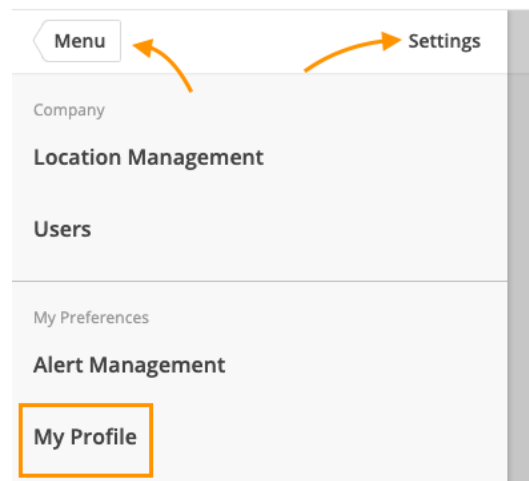 Menu
Settings
Company
Location Management
Users
My Preferences
Alert Management
My Profile